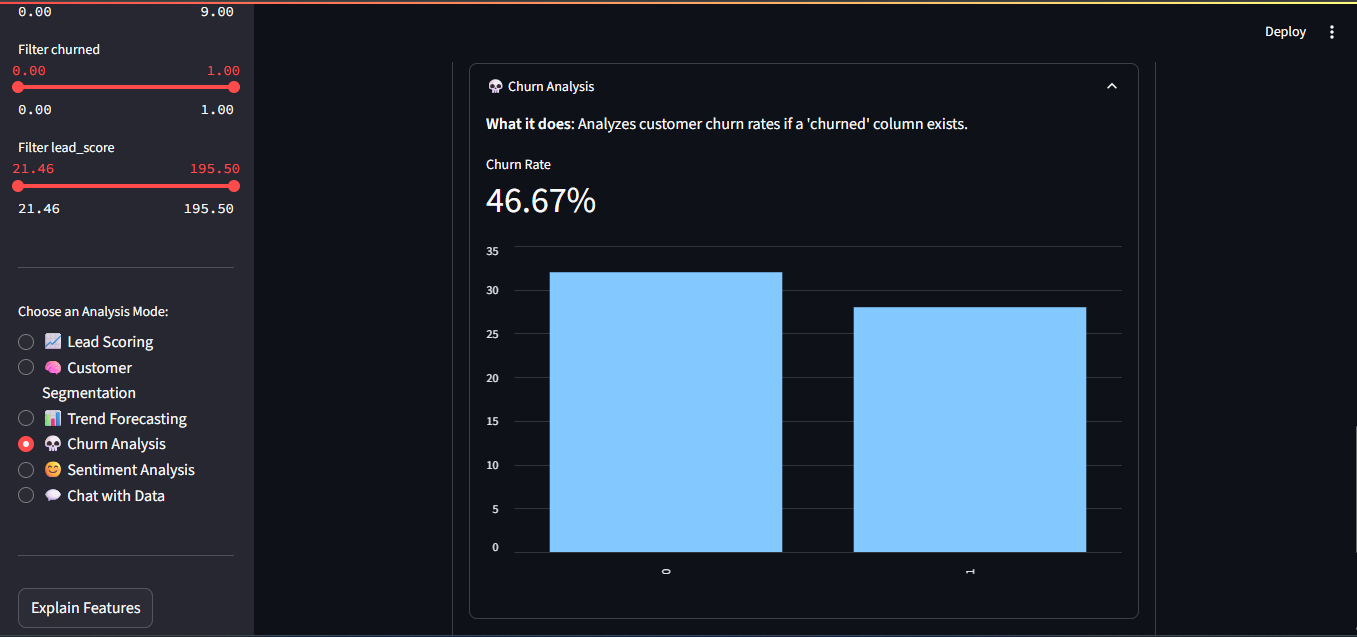 0.00 9.00
Filter churned
0.00 1.00
0.00 1.00
Filter lead_score
21.46 195.50
21.46 195.50
Choose an Analysis Mode:
📈 Lead Scoring
🧠 Customer
Segmentation
📊 Trend Forecasting
💀 Churn Analysis
😊 Sentiment Analysis
💬 Chat with Data
Explain Features
Deploy
💀 Churn Analysis
What it does: Analyzes customer churn rates if a 'churned' column exists.
Churn Rate
46.67%
35
30
25
20
15
10
5
0
0 1